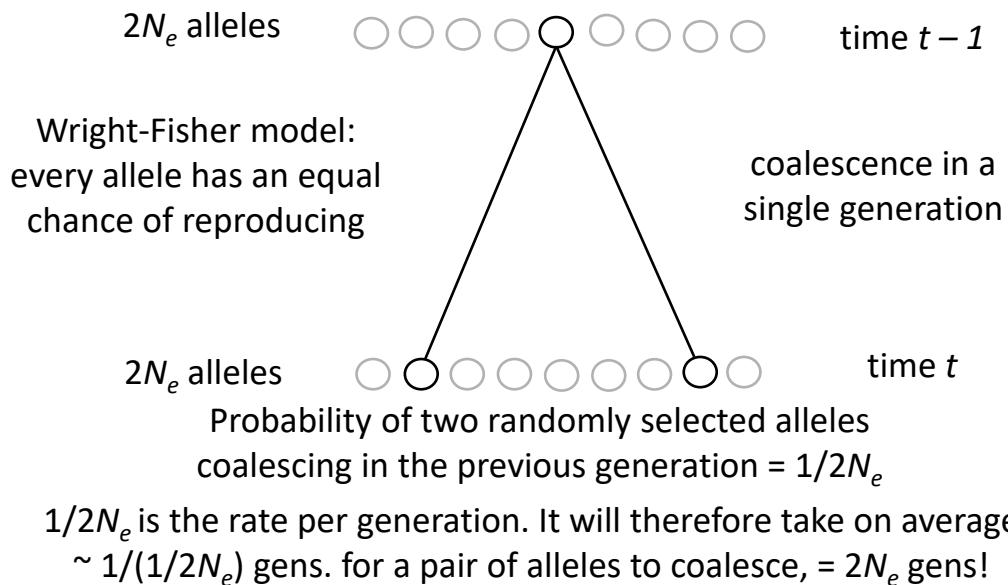 2Nₑ alleles
time t – 1
Wright-Fisher model:
every allele has an equal
chance of reproducing
coalescence in a
single generation
2Nₑ alleles
time t
Probability of two randomly selected alleles
coalescing in the previous generation = 1/2Nₑ
1/2Nₑ is the rate per generation. It will therefore take on average
~ 1/(1/2Nₑ) gens. for a pair of alleles to coalesce, = 2Nₑ gens!